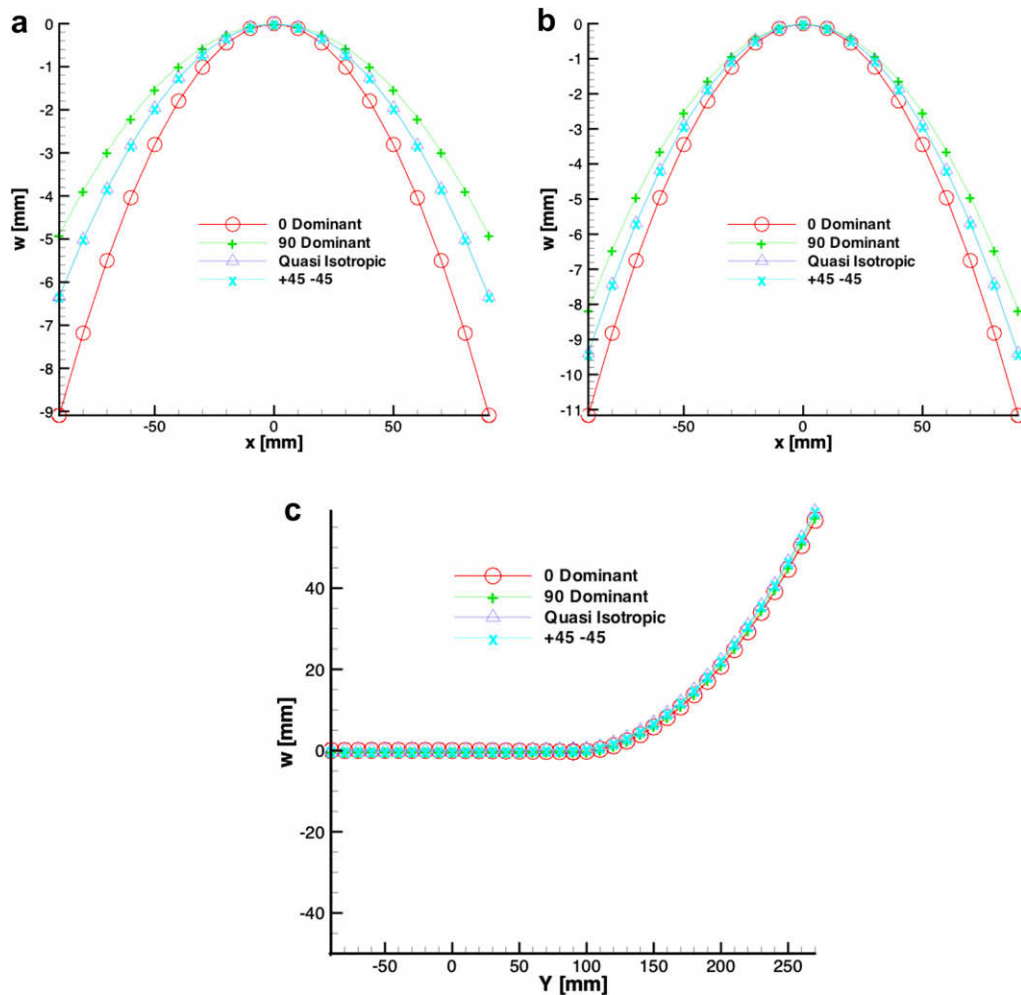 a
0
-1
-2
-3
-4
-5
-6
-7
-8
-9
w [mm]
-50
0
50
x [mm]
0 Dominant
90 Dominant
Quasi Isotropic
+45 -45
b
0
-1
-2
-3
-4
-5
-6
-7
-8
-9
-10
-11
w [mm]
-50
0
50
x [mm]
0 Dominant
90 Dominant
Quasi Isotropic
+45 -45
c
40
20
0
-20
-40
w [mm]
-50
0
50
100
150
200
250
Y [mm]
0 Dominant
90 Dominant
Quasi Isotropic
+45 -45